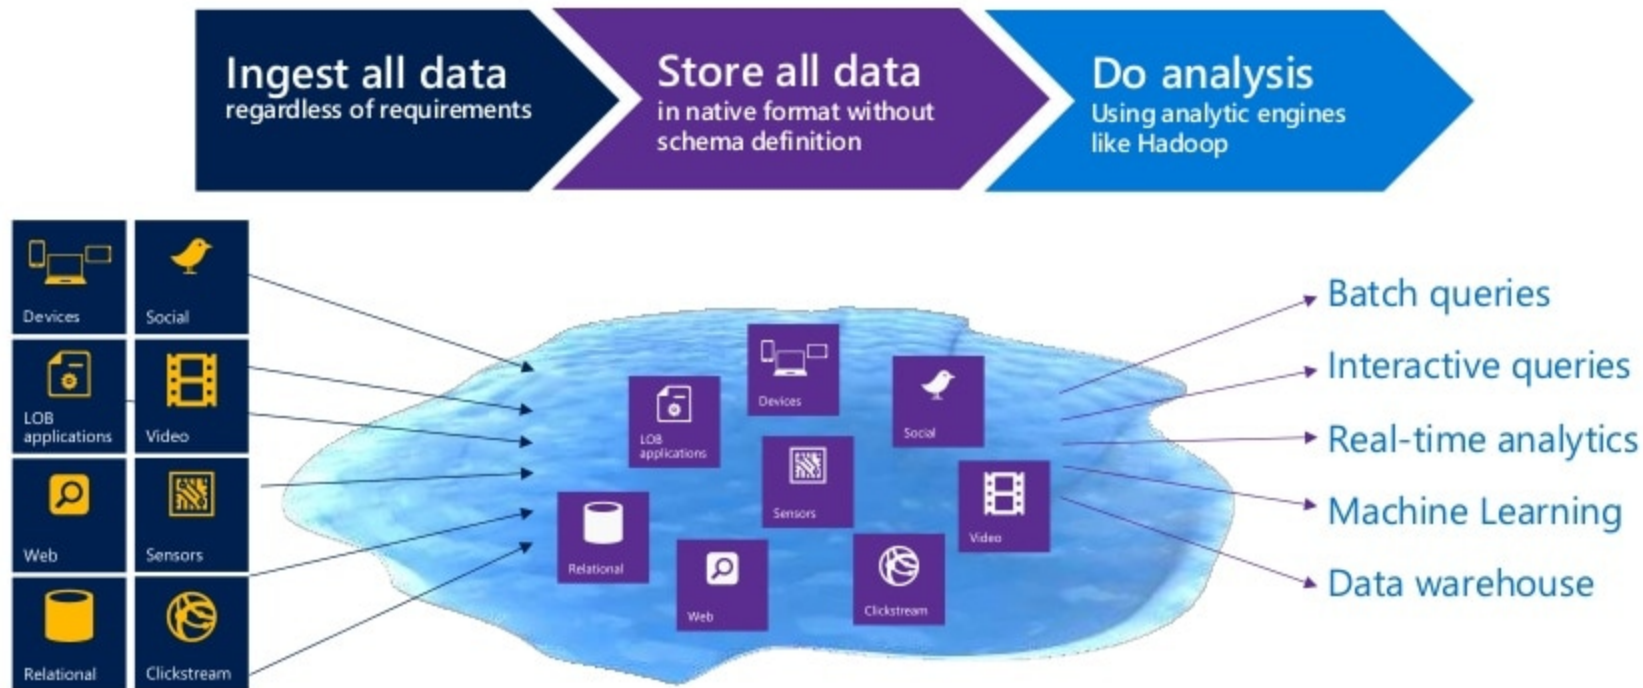 Ingest all data
regardless of requirements
Store all data
in native format without
schema definition
Do analysis
Using analytic engines
like Hadoop
Devices
Social
LOB
applications
Video
Web
Sensors
Relational
Clickstream
Devices
Social
LOB
applications
Sensors
Video
Relational
Web
Clickstream
Batch queries
Interactive queries
Real-time analytics
Machine Learning
Data warehouse